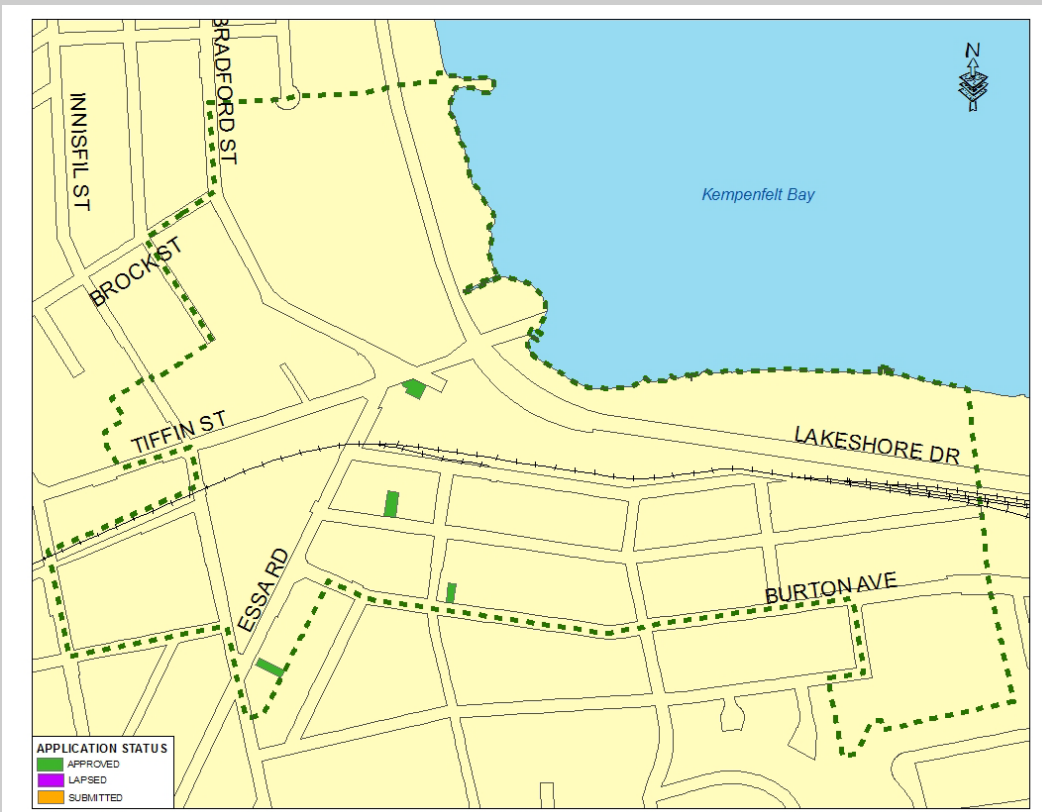 BRADFORD ST
N
INNISFIL ST
Kempenfelt Bay
BROCK ST
TIFFIN ST
LAKESHORE DR
ESSA RD
BURTON AVE
APPLICATION STATUS
APPROVED
LAPSED
SUBMITTED